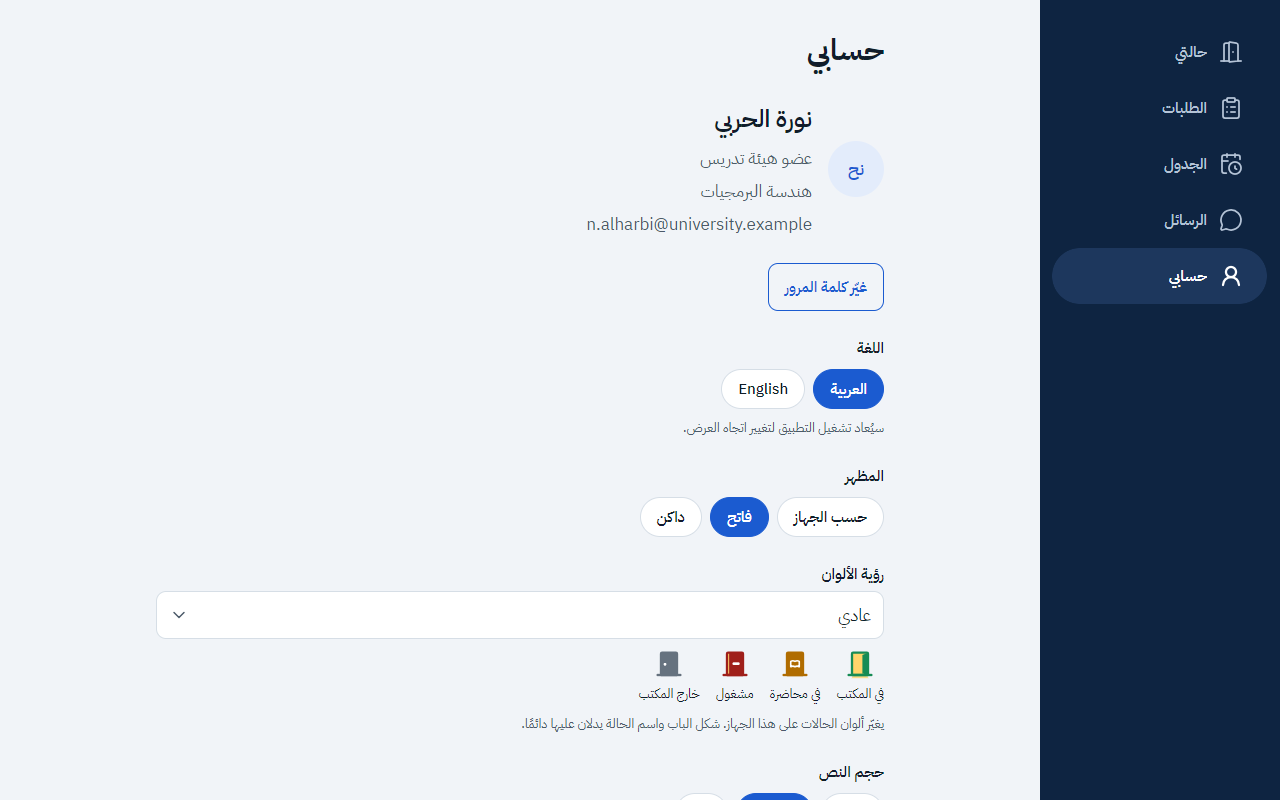 حالتي
الطلبات
الجدول
الرسائل
حسابي
حسابي
نح
نورة الحربي
عضو هيئة تدريس
هندسة البرمجيات
n.alharbi@university.example
غيّر كلمة المرور
اللغة
العربية
English
سيُعاد تشغيل التطبيق لتغيير اتجاه العرض.
المظهر
حسب الجهاز
فاتح
داكن
رؤية الألوان
عادي
في المكتب
في محاضرة
مشغول
خارج المكتب
يغيّر ألوان الحالات على هذا الجهاز. شكل الباب واسم الحالة يدلان عليها دائمًا.
حجم النص